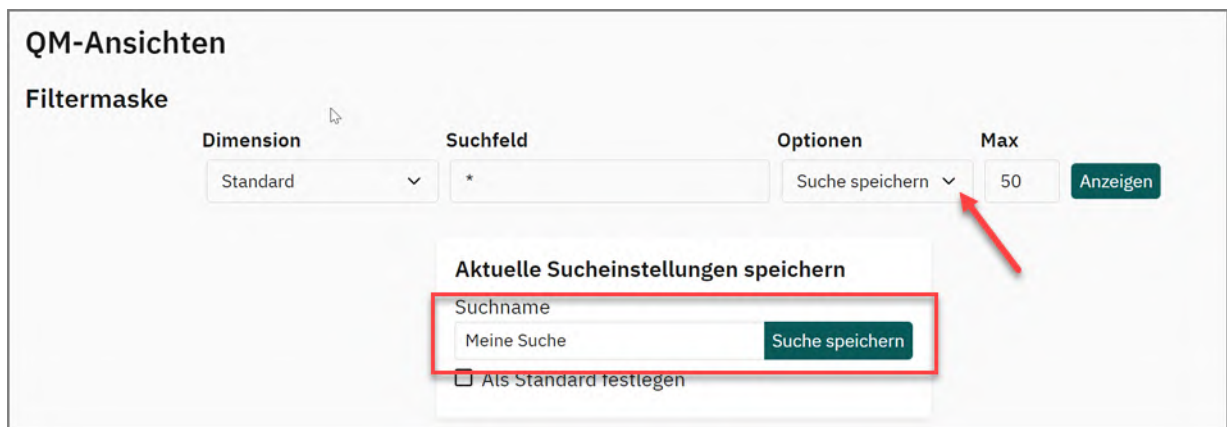 QM-Ansichten
Filtermaske
Dimension Suchfeld Optionen Max
Standard * Suche speichern 50 Anzeigen
Aktuelle Sucheinstellungen speichern
Suchname
Meine Suche Suche speichern
Als Standard festlegen